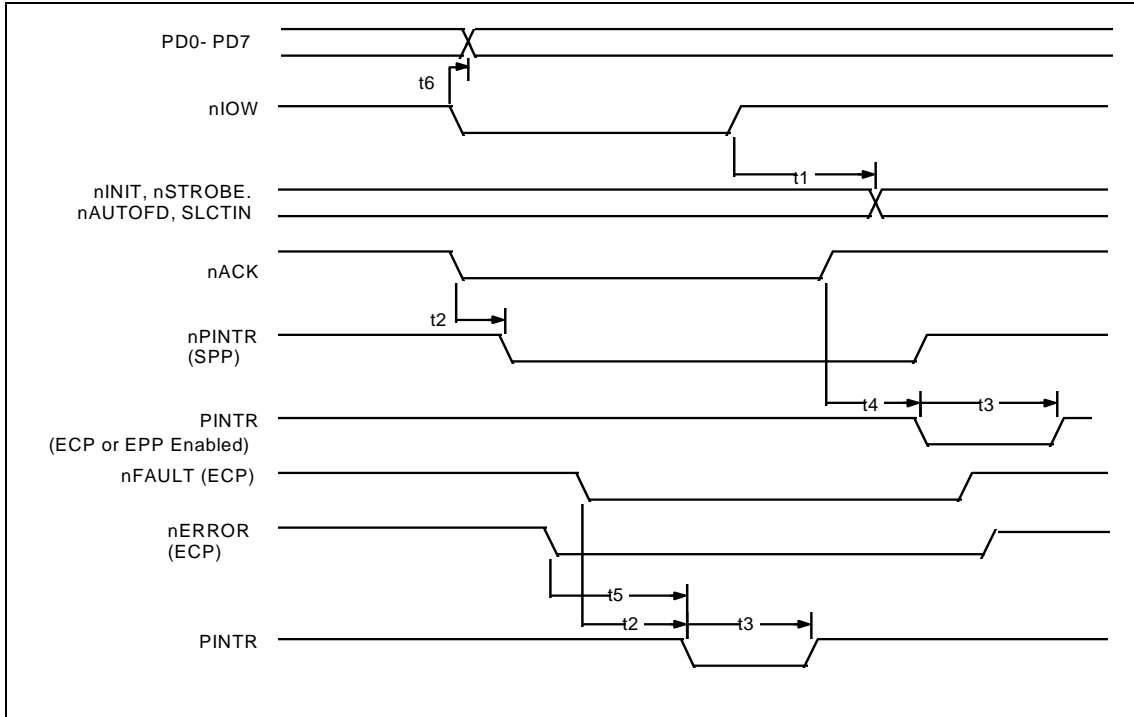 PD0- PD7
t6
nIOW
t1
nINIT, nSTROBE.
nAUTOFD, SLCTIN
nACK
t2
nPINTR
(SPP)
t4
t3
PINTR
(ECP or EPP Enabled)
nFAULT (ECP)
nERROR
(ECP)
t5
t2
t3
PINTR